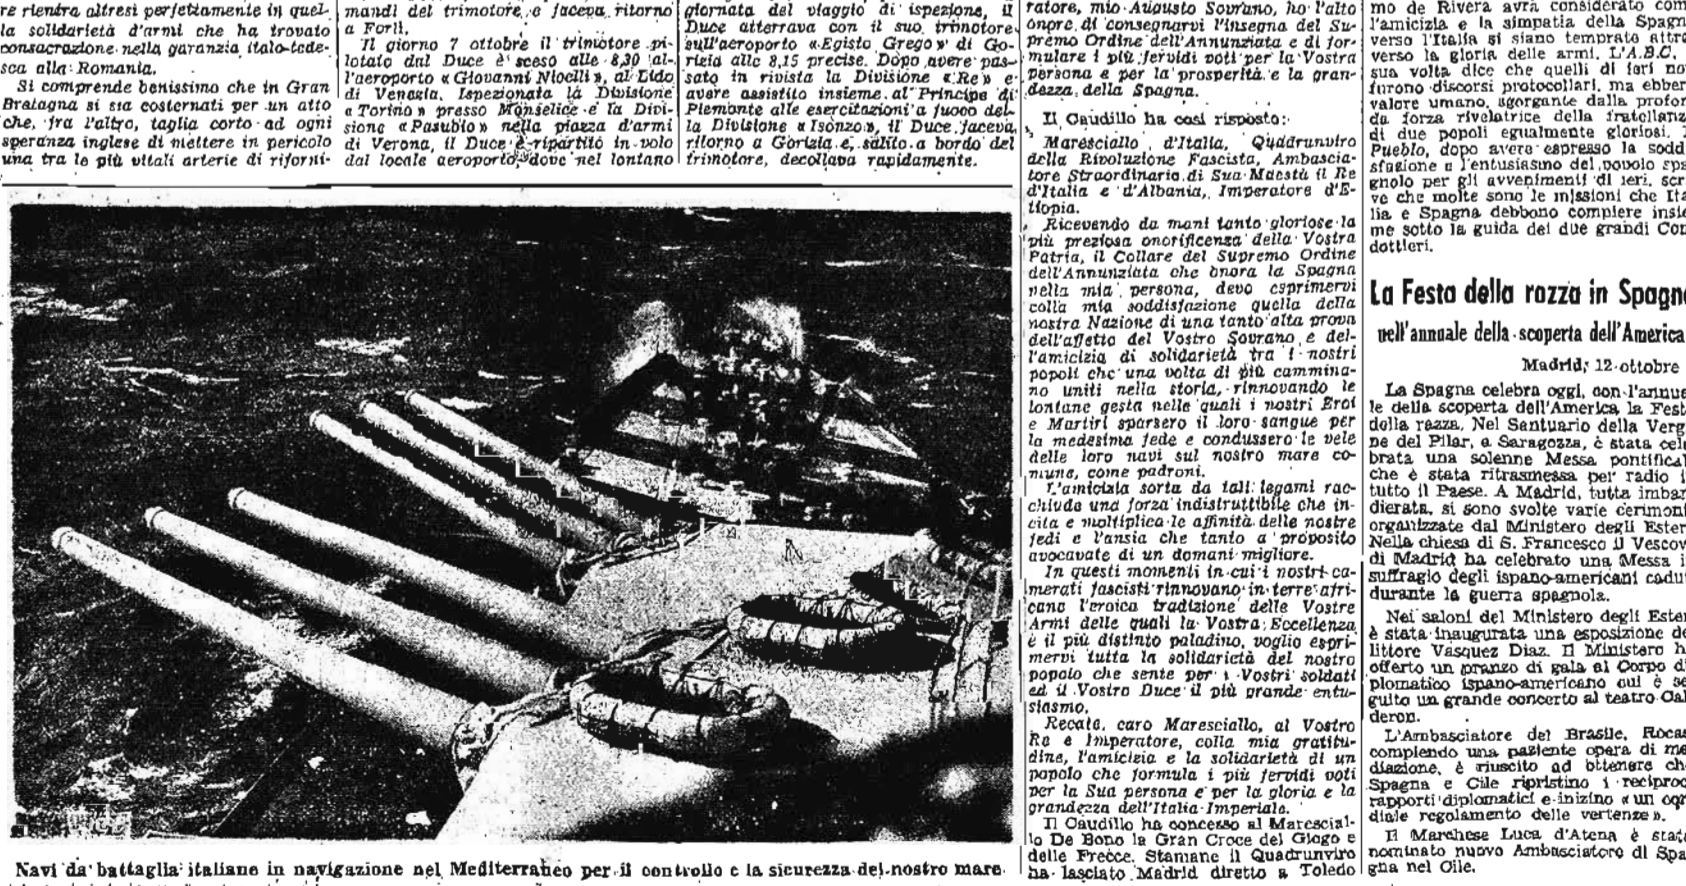 re rientra altresì perfettamente in quel-
la solidarietà d'armi che ha trovato
consacrazione nella garanzia italo-tede-
sca alla Romania.
Si comprende benissimo che in Gran
Bretagna si sia costernati per un atto
che, fra l'altro, taglia corto ad ogni
speranza inglese di mettere in pericolo
una tra le più vitali arterie di riforni-
mandi del trimotore e faceva ritorno
a Forlì.
Il giorno 7 ottobre il trimotore pi-
lotato dal Duce è sceso alle 8,30 al-
l'aeroporto « Giovanni Nicelli », al Lido
di Venezia. Ispezionata la Divisione
« Torino » presso Monselice e la Divi-
sione « Pasubio » nella piazza d'armi
di Verona, il Duce è ripartito in volo
dal locale aeroporto, dove nel lontano
giornata del viaggio di ispezione, il
Duce atterrava con il suo trimotore
sull'aeroporto « Egisto Grego » di Go-
rizia alle 8,15 precise. Dopo avere pas-
sato in rivista la Divisione « Re » e
avere assistito insieme al Principe di
Piemonte alle esercitazioni a fuoco del-
la Divisione « Isonzo », il Duce faceva
ritorno a Gorizia e, salito a bordo del
trimotore, decollava rapidamente.
Navi da battaglia italiane in navigazione nel Mediterraneo per il controllo e la sicurezza del nostro mare.
ratore, mio Augusto Sovrano, ho l'alto
onore di consegnarvi l'insegna del Su-
premo Ordine dell'Annunziata e di for-
mulare i più fervidi voti per la Vostra
persona e per la prosperità e la gran-
dezza della Spagna.
Il Caudillo ha così risposto:
Maresciallo d'Italia, Quadrunviro
della Rivoluzione Fascista, Ambascia-
tore Straordinario di Sua Maestà il Re
d'Italia e d'Albania, Imperatore d'E-
tiopia.
Ricevendo da mani tanto gloriose la
più preziosa onorificenza della Vostra
Patria, il Collare del Supremo Ordine
dell'Annunziata che onora la Spagna
nella mia persona, devo esprimervi
colla mia soddisfazione quella della
nostra Nazione di una tanto alta prova
dell'affetto del Vostro Sovrano e del-
l'amicizia di solidarietà tra i nostri
popoli che una volta di più cammina-
no uniti nella storia, rinnovando le
lontane gesta nelle quali i nostri Eroi
e Martiri sparsero il loro sangue per
la medesima fede e condussero le vele
delle loro navi sul nostro mare co-
mune, come padroni.
L'amicizia sorta da tali legami rac-
chiude una forza indistruttibile che in-
cita e moltiplica le affinità delle nostre
fedi e l'ansia che tanto a proposito
avocavate di un domani migliore.
In questi momenti in cui i nostri ca-
merati fascisti rinnovano in terre afri-
cane l'eroica tradizione delle Vostre
Armi delle quali la Vostra Eccellenza
è il più distinto paladino, voglio espri-
mervi tutta la solidarietà del nostro
popolo che sente per i Vostri soldati
ed il Vostro Duce il più grande entu-
siasmo.
Recate, caro Maresciallo, al Vostro
Re e Imperatore, colla mia gratitu-
dine, l'amicizia e la solidarietà di un
popolo che formula i più fervidi voti
per la Sua persona e per la gloria e la
grandezza dell'Italia Imperiale.
Il Caudillo ha concesso al Marescial-
lo De Bono la Gran Croce del Giogo e
delle Frecce. Stamane il Quadrunviro
ha lasciato Madrid diretto a Toledo
mo de Rivera avrà considerato com
l'amicizia e la simpatia della Spagn
verso l'Italia si siano temprate attra
verso la gloria delle armi. L'A.B.C.
sua volta dice che quelli di ieri no
furono discorsi protocollari, ma ebber
valore umano, sgorgante dalla profon
da forza rivelatrice della fratellanz
di due popoli egualmente gloriosi.
Pueblo, dopo avere espresso la sodd
sfazione e l'entusiasmo del popolo spa
gnolo per gli avvenimenti di ieri, scr
ve che molte sono le missioni che Ita
lia e Spagna debbono compiere insie
me sotto la guida dei due grandi Con
dottieri.
La Festa della razza in Spagn
nell'annuale della scoperta dell'America
Madrid, 12 ottobre
La Spagna celebra oggi, con l'annua
le della scoperta dell'America la Fest
della razza. Nel Santuario della Verg
ne del Pilar, a Saragozza, è stata cele
brata una solenne Messa pontifical
che è stata ritrasmessa per radio i
tutto il Paese. A Madrid, tutta imban
dierata, si sono svolte varie cerimoni
organizzate dal Ministero degli Ester
Nella chiesa di S. Francesco il Vescov
di Madrid ha celebrato una Messa i
suffragio degli ispano-americani cadut
durante la guerra spagnola.
Nei saloni del Ministero degli Ester
è stata inaugurata una esposizione de
littore Vasquez Diaz. Il Ministero h
offerto un pranzo di gala al Corpo di
plomatico ispano-americano cui è se
guito un grande concerto al teatro Cal
deron.
L'Ambasciatore del Brasile, Rocas
compiendo una paziente opera di me
diazione, è riuscito ad ottenere che
Spagna e Cile ripristino i reciproc
rapporti diplomatici e inizino « un cor
diale regolamento delle vertenze ».
Il Marchese Luca d'Atena è stat
nominato nuovo Ambasciatore di Spa
gna nel Cile.